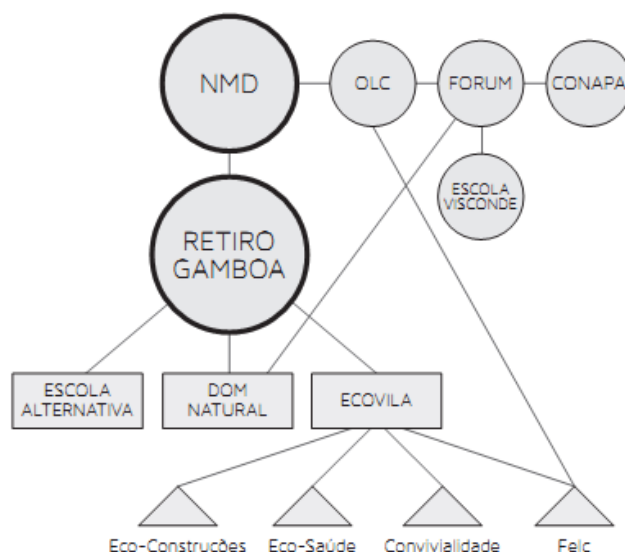 NMD
OLC
FORUM
CONAPA
ESCOLA
VISCONDE
RETIRO
GAMBOA
ESCOLA
ALTERNATIVA
DOM
NATURAL
ECOVILA
Eco-Construcões
Eco-Saúde
Convivialidade
Felc